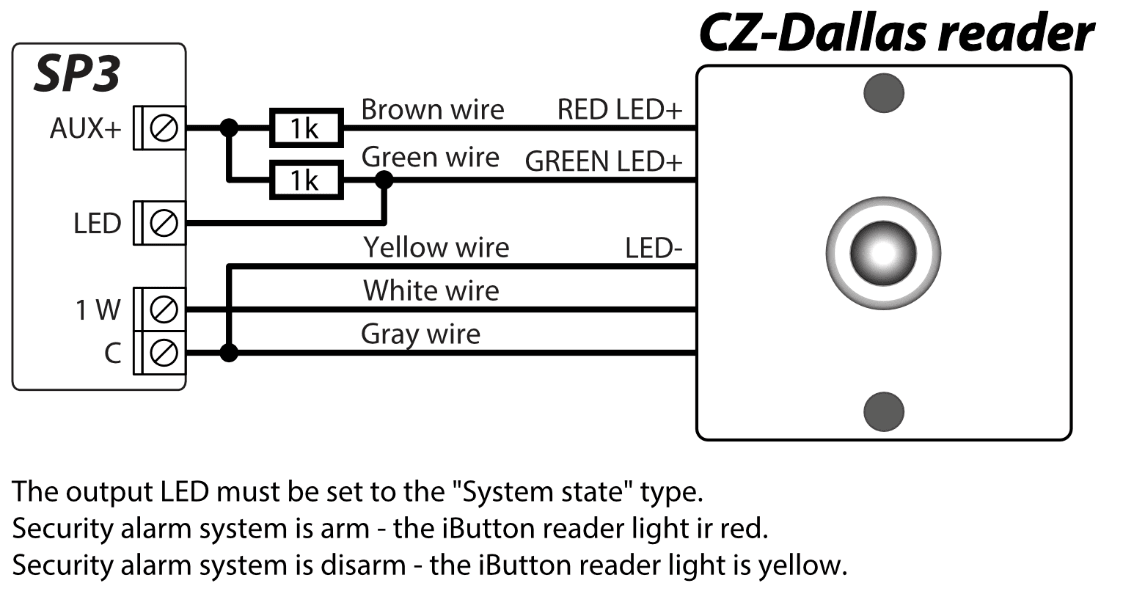 CZ-Dallas reader
SP3
AUX+ 1k Brown wire RED LED+
1k Green wire GREEN LED+
LED
Yellow wire LED-
1 W White wire
C Gray wire
The output LED must be set to the "System state" type.
Security alarm system is arm - the iButton reader light ir red.
Security alarm system is disarm - the iButton reader light is yellow.